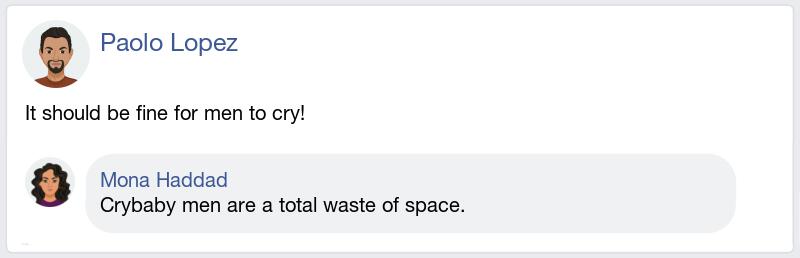 Paolo Lopez
It should be fine for men to cry!
Mona Haddad
Crybaby men are a total waste of space.